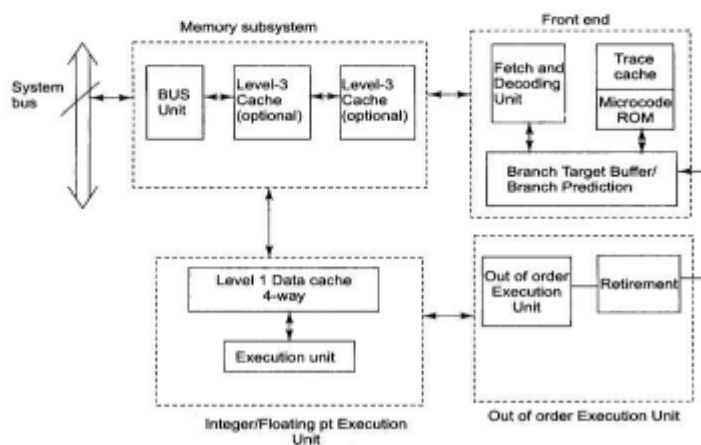 Memory subsystem
Front end
System
bus
BUS
Unit
Level-3
Cache
(optional)
Level-3
Cache
(optional)
Fetch and
Decoding
Unit
Trace
cache
Microcode
ROM
Branch Target Buffer/
Branch Prediction
Level 1 Data cache
4-way
Execution unit
Integer/Floating pt Execution
Unit
Out of order
Execution
Unit
Retirement
Out of order Execution Unit